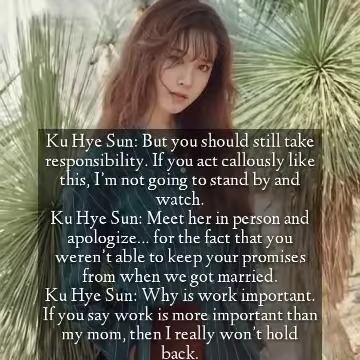 Ku Hye Sun: But you should still take
responsibility. If you act callously like
this, I'm not going to stand by and
watch.
Ku Hye Sun: Meet her in person and
apologize... for the fact that you
weren't able to keep your promises
from when we got married.
Ku Hye Sun: Why is work important.
If you say work is more important than
my mom, then I really won't hold
back.